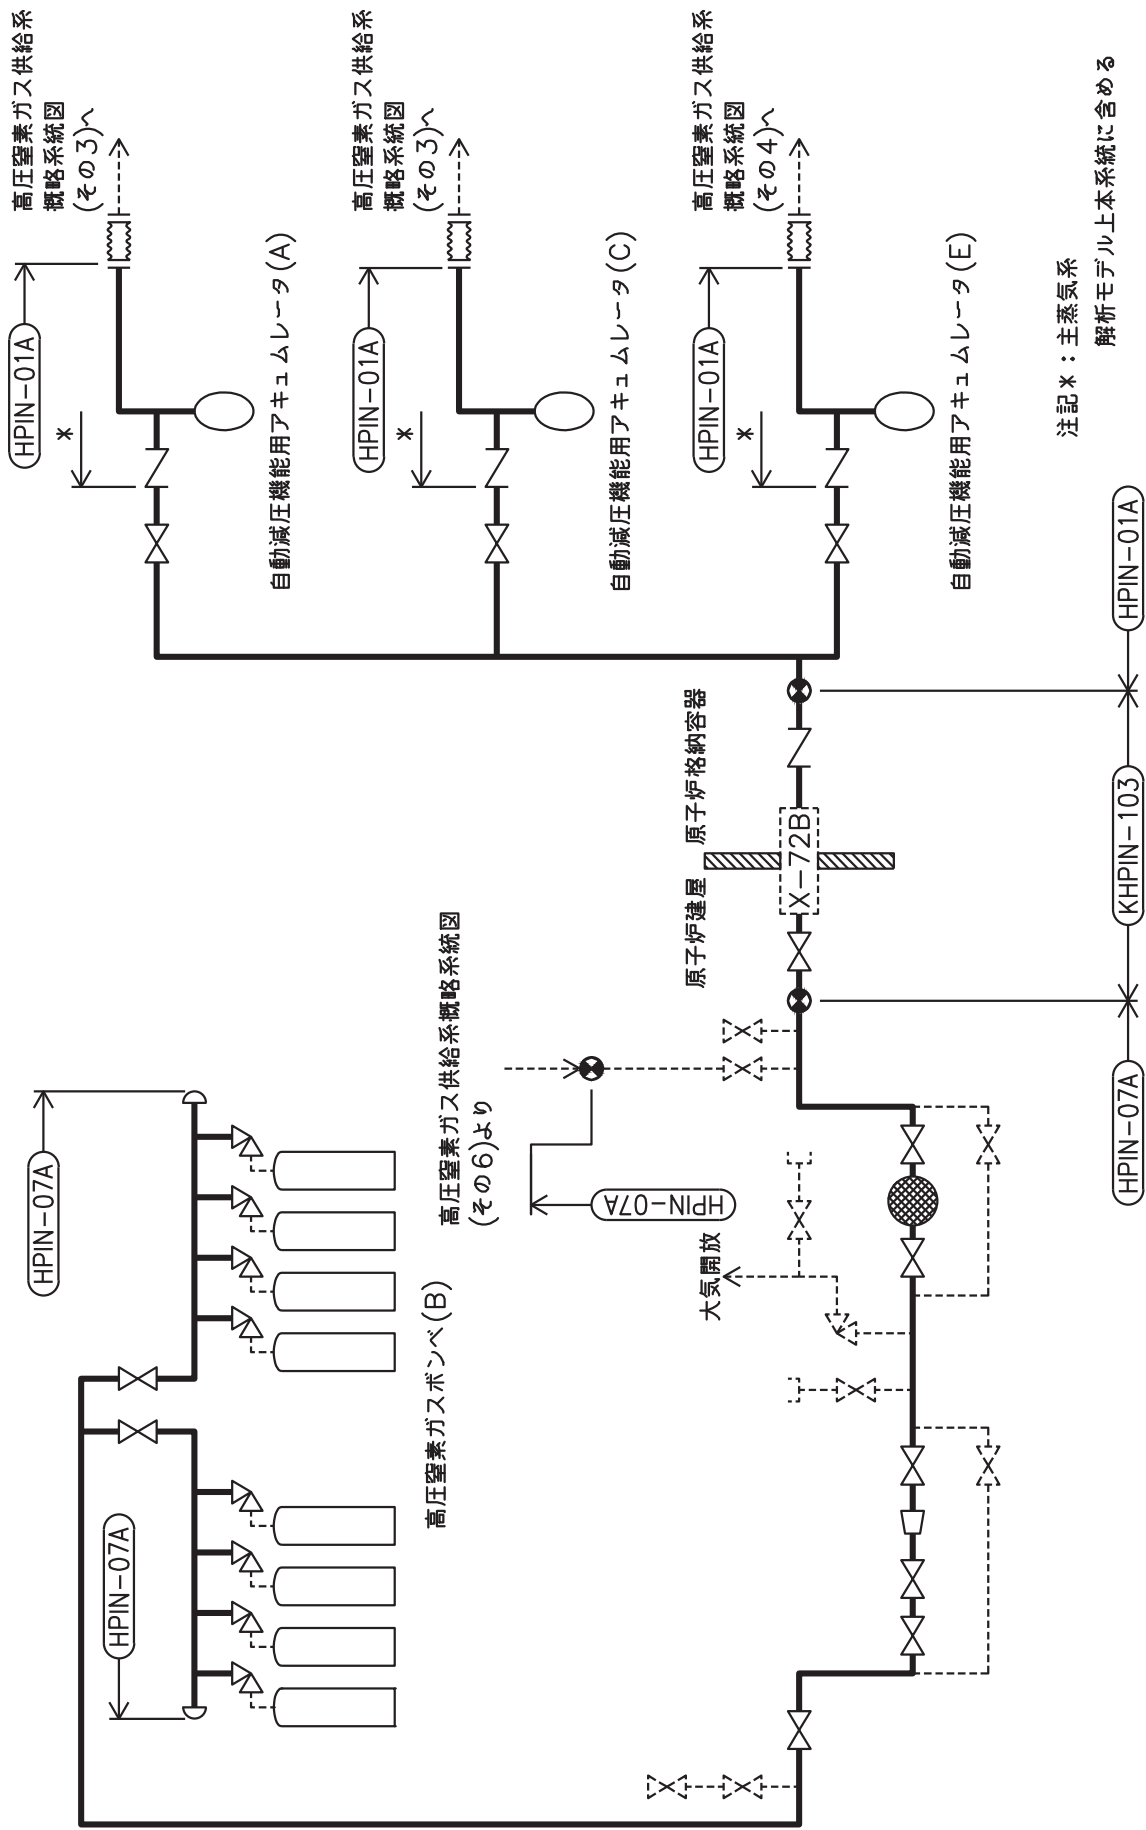 高圧窒素ガス供給系
概略系統図
(その3)へ
HPIN-01A
*
自動減圧機能用アキュムレータ(A)
高圧窒素ガス供給系
概略系統図
(その3)へ
HPIN-01A
*
自動減圧機能用アキュムレータ(C)
高圧窒素ガス供給系
概略系統図
(その4)へ
HPIN-01A
*
自動減圧機能用アキュムレータ(E)
注記*:主蒸気系
解析モデル上本系統に含める
HPIN-07A
HPIN-07A
高圧窒素ガスボンベ(B)
高圧窒素ガス供給系概略系統図
(その6)より
HPIN-07A
大気開放
原子炉建屋
原子炉格納容器
X-72B
HPIN-07A
KHPIN-103
HPIN-01A